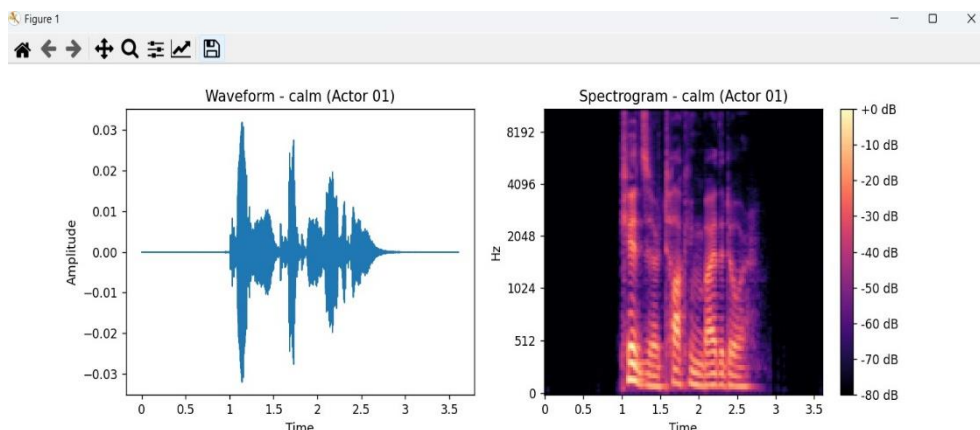 Figure 1
Waveform - calm (Actor 01)
0.03
0.02
0.01
0.00
−0.01
−0.02
−0.03
Amplitude
0
0.5
1
1.5
2
2.5
3
3.5
Time
Spectrogram - calm (Actor 01)
8192
4096
2048
1024
512
0
Hz
0
0.5
1
1.5
2
2.5
3
3.5
Time
+0 dB
-10 dB
-20 dB
-30 dB
-40 dB
-50 dB
-60 dB
-70 dB
-80 dB